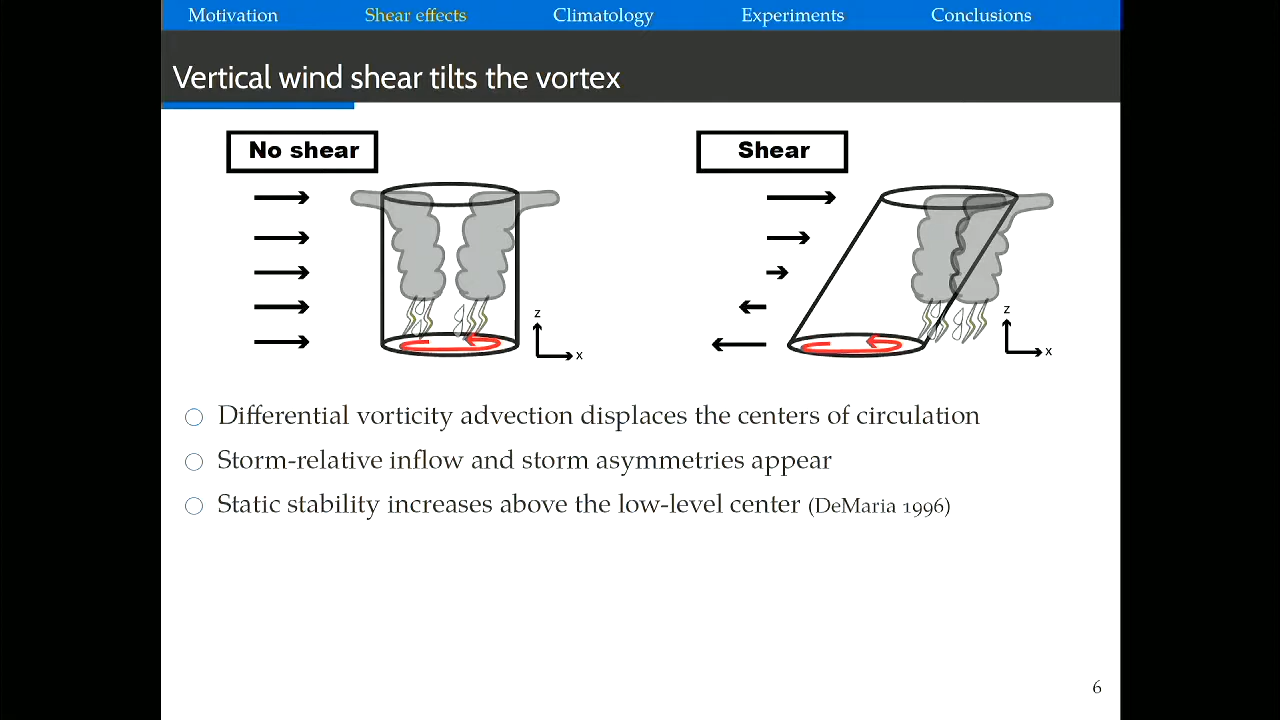 Motivation Shear effects Climatology Experiments Conclusions
Vertical wind shear tilts the vortex
No shear
Shear
z
x
z
x
Differential vorticity advection displaces the centers of circulation
Storm-relative inflow and storm asymmetries appear
Static stability increases above the low-level center (DeMaria 1996)
6